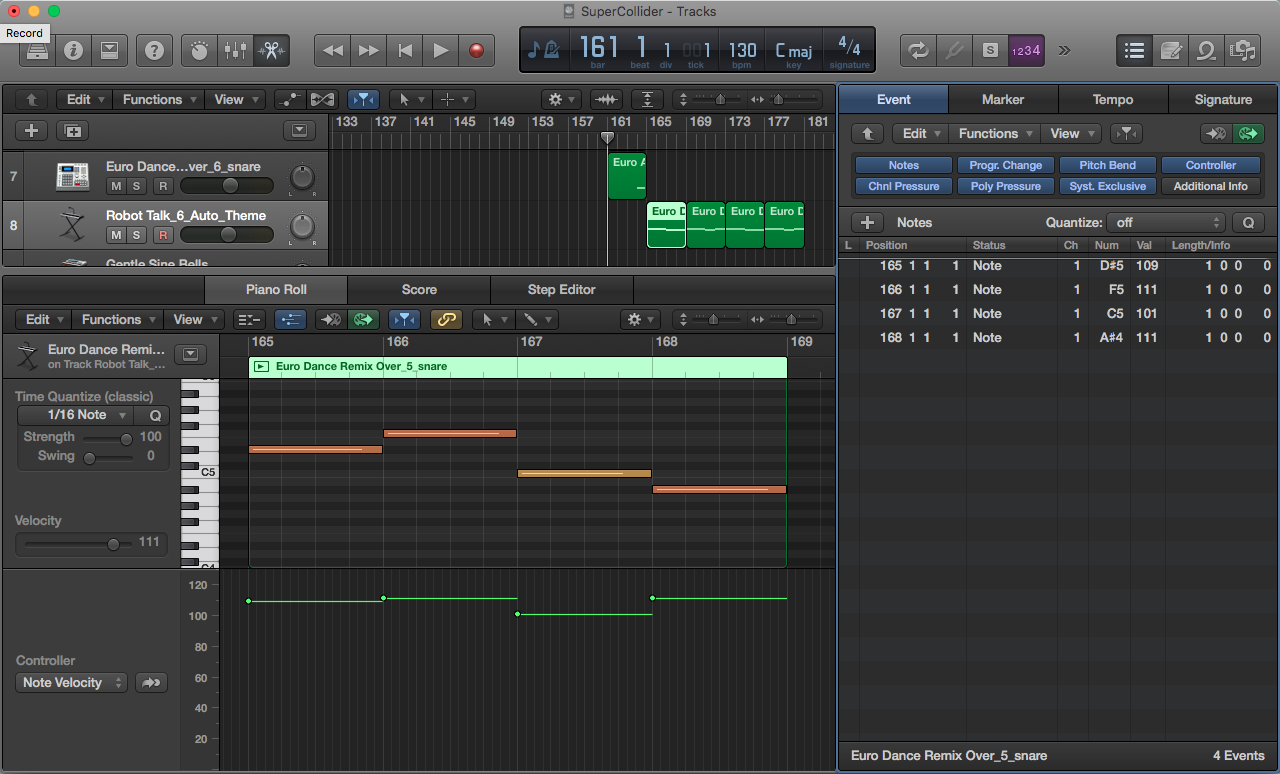 SuperCollider - Tracks
Record
161 1 1 001 130 C maj 4/4
bar beat div tick bpm key signature
S 1234
Edit Functions View
133 137 141 145 149 153 157 161 165 169 173 177 181
7 Euro Dance...ver_6_snare
M S R L R
Euro A
8 Robot Talk_6_Auto_Theme
M S R L R
Euro D Euro D Euro D Euro D
Gentle Sine Bells
Piano Roll Score Step Editor
Edit Functions View
165 166 167 168 169
Euro Dance Remi...
on Track Robot Talk_...
Euro Dance Remix Over_5_snare
Time Quantize (classic)
1/16 Note Q
Strength 100
Swing 0
C5
Velocity
111
C4
120
100
80
60
40
20
Controller
Note Velocity
Event Marker Tempo Signature
Edit Functions View
Notes Progr. Change Pitch Bend Controller
Chnl Pressure Poly Pressure Syst. Exclusive Additional Info
Notes Quantize: off Q
L Position Status Ch Num Val Length/Info
165 1 1 1 Note 1 D#5 109 1 0 0 0
166 1 1 1 Note 1 F5 111 1 0 0 0
167 1 1 1 Note 1 C5 101 1 0 0 0
168 1 1 1 Note 1 A#4 111 1 0 0 0
Euro Dance Remix Over_5_snare 4 Events